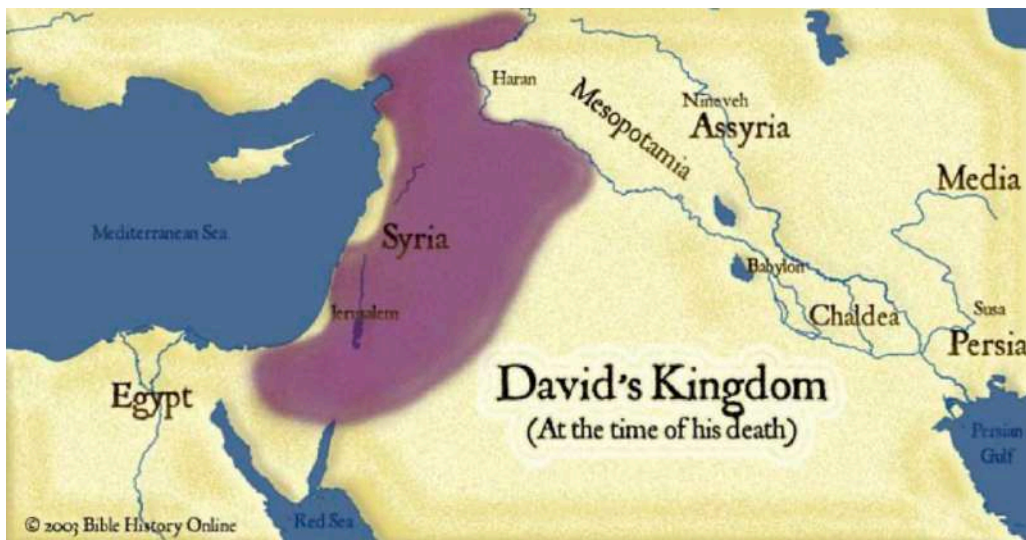 Haran
Mesopotamia
Nineveh
Assyria
Media
Mediterranean Sea
Syria
Babylon
Jerusalem
Chaldea
Susa
Persia
Egypt
David's Kingdom
(At the time of his death)
Persian
Gulf
Red Sea
© 2003 Bible History Online